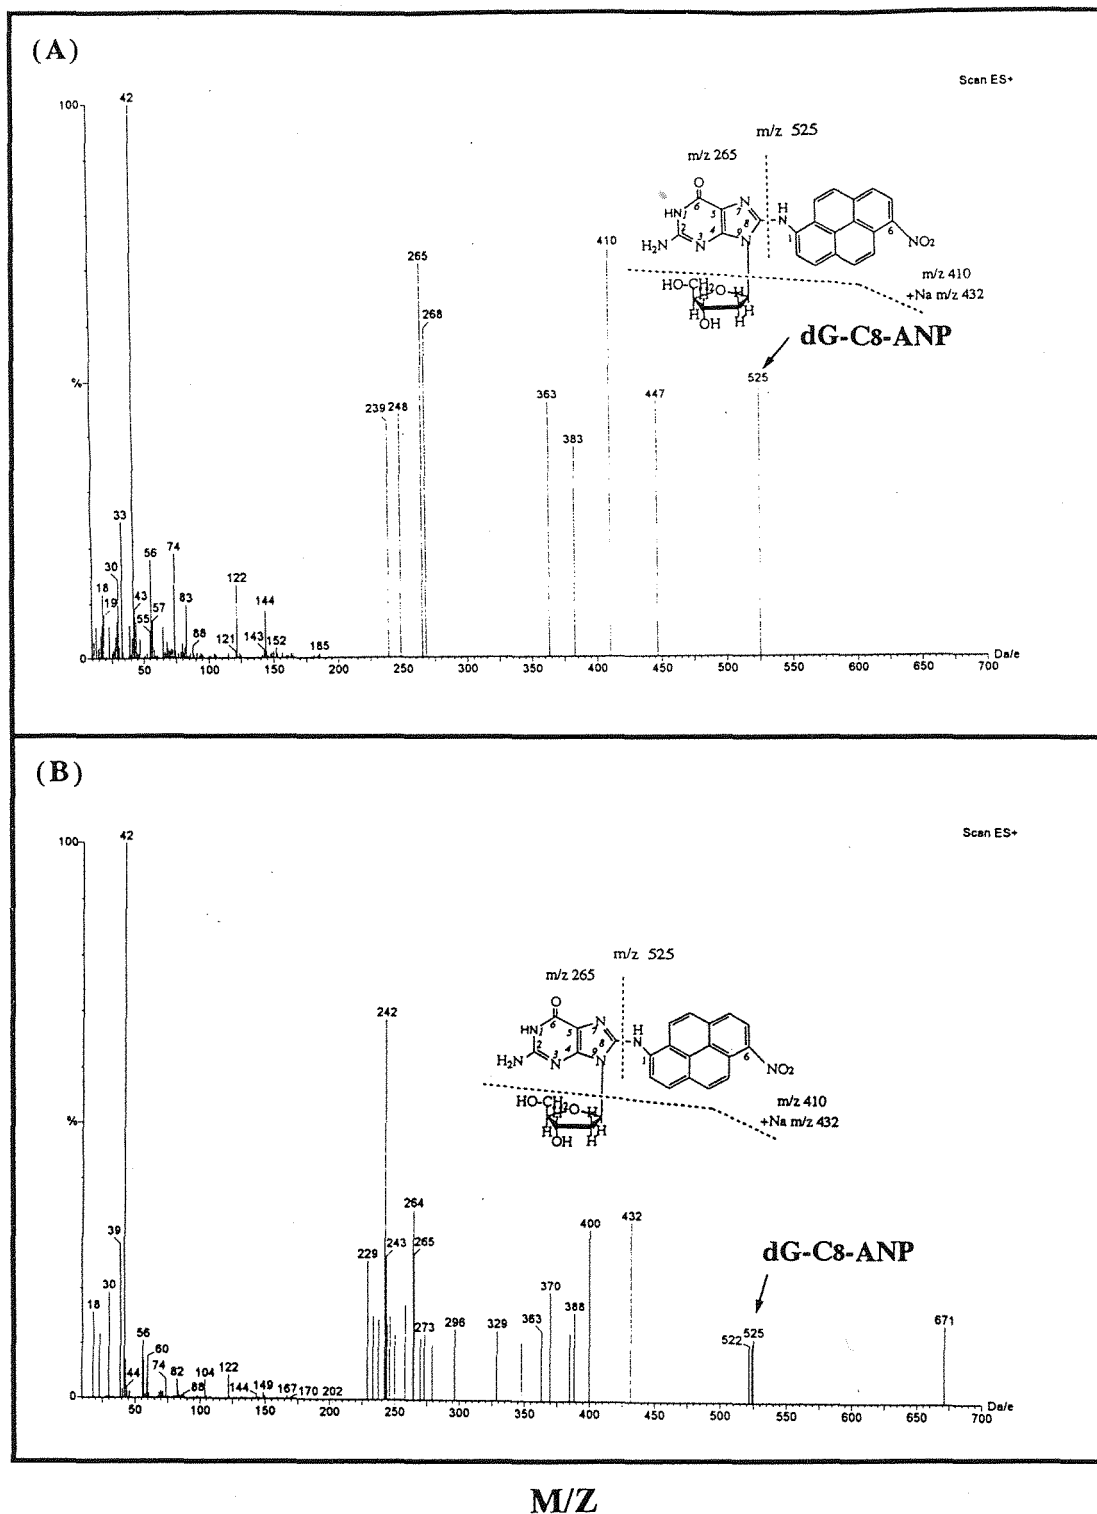 (A)
Scan ES+
100
42
m/z 525
m/z 265
O
6
HN
1
5
N
7
8
H
N
2
H₂N
N
3
4
9
N
1
6
NO₂
265
410
268
HO-CH₂
O
H
H
H
H
OH
H
m/z 410
+Na m/z 432
dG-C8-ANP
%
239
248
363
383
447
525
33
30
18
19
43
55
56
57
74
83
88
122
121
144
143
152
185
0
50 100 150 200 250 300 350 400 450 500 550 600 650 700
Da/e
(B)
Scan ES+
100
42
m/z 525
m/z 265
O
6
HN
1
5
N
7
8
H
N
2
H₂N
N
3
4
9
N
1
6
NO₂
242
HO-CH₂
O
H
H
H
H
OH
H
m/z 410
+Na m/z 432
%
dG-C8-ANP
39
30
18
56
60
44
74
82
88
104
122
144
149
167
170
202
229
243
264
265
273
296
329
363
370
388
400
432
522
525
671
0
50 100 150 200 250 300 350 400 450 500 550 600 650 700
Da/e
M/Z